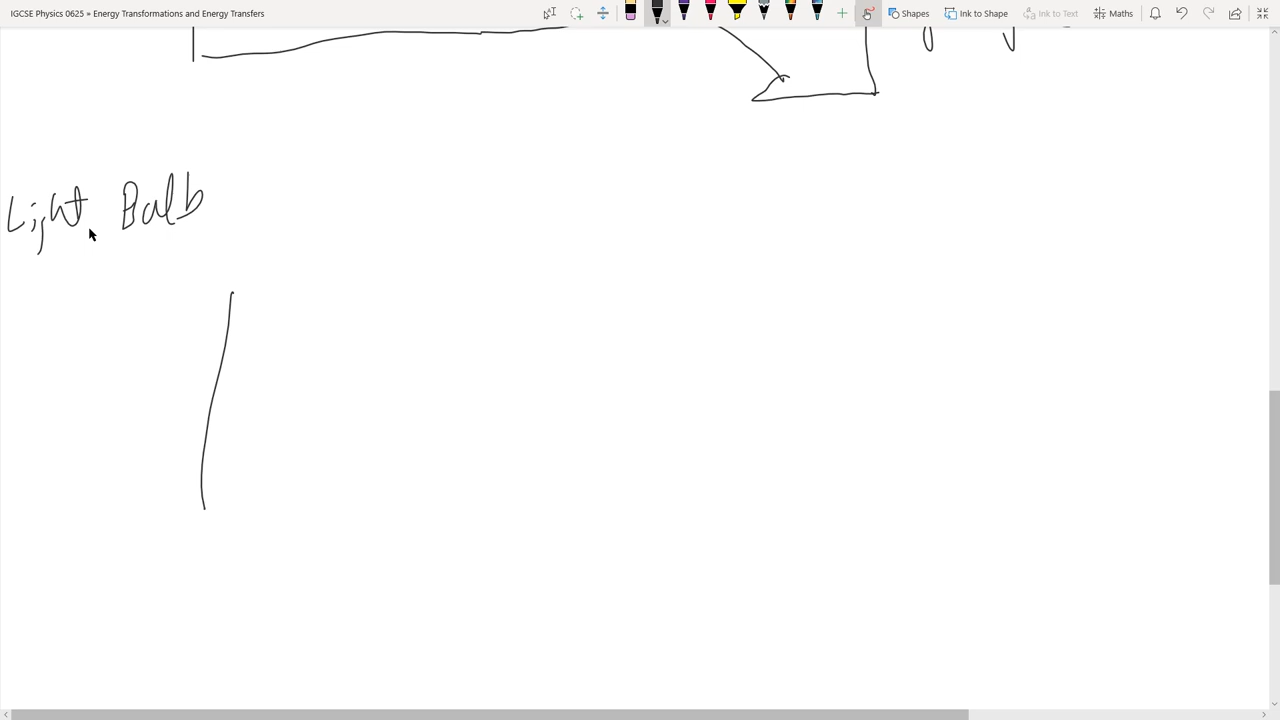 IGCSE Physics 0625 » Energy Transformations and Energy Transfers
Shapes
Ink to Shape
Ink to Text
Maths
Light Bulb